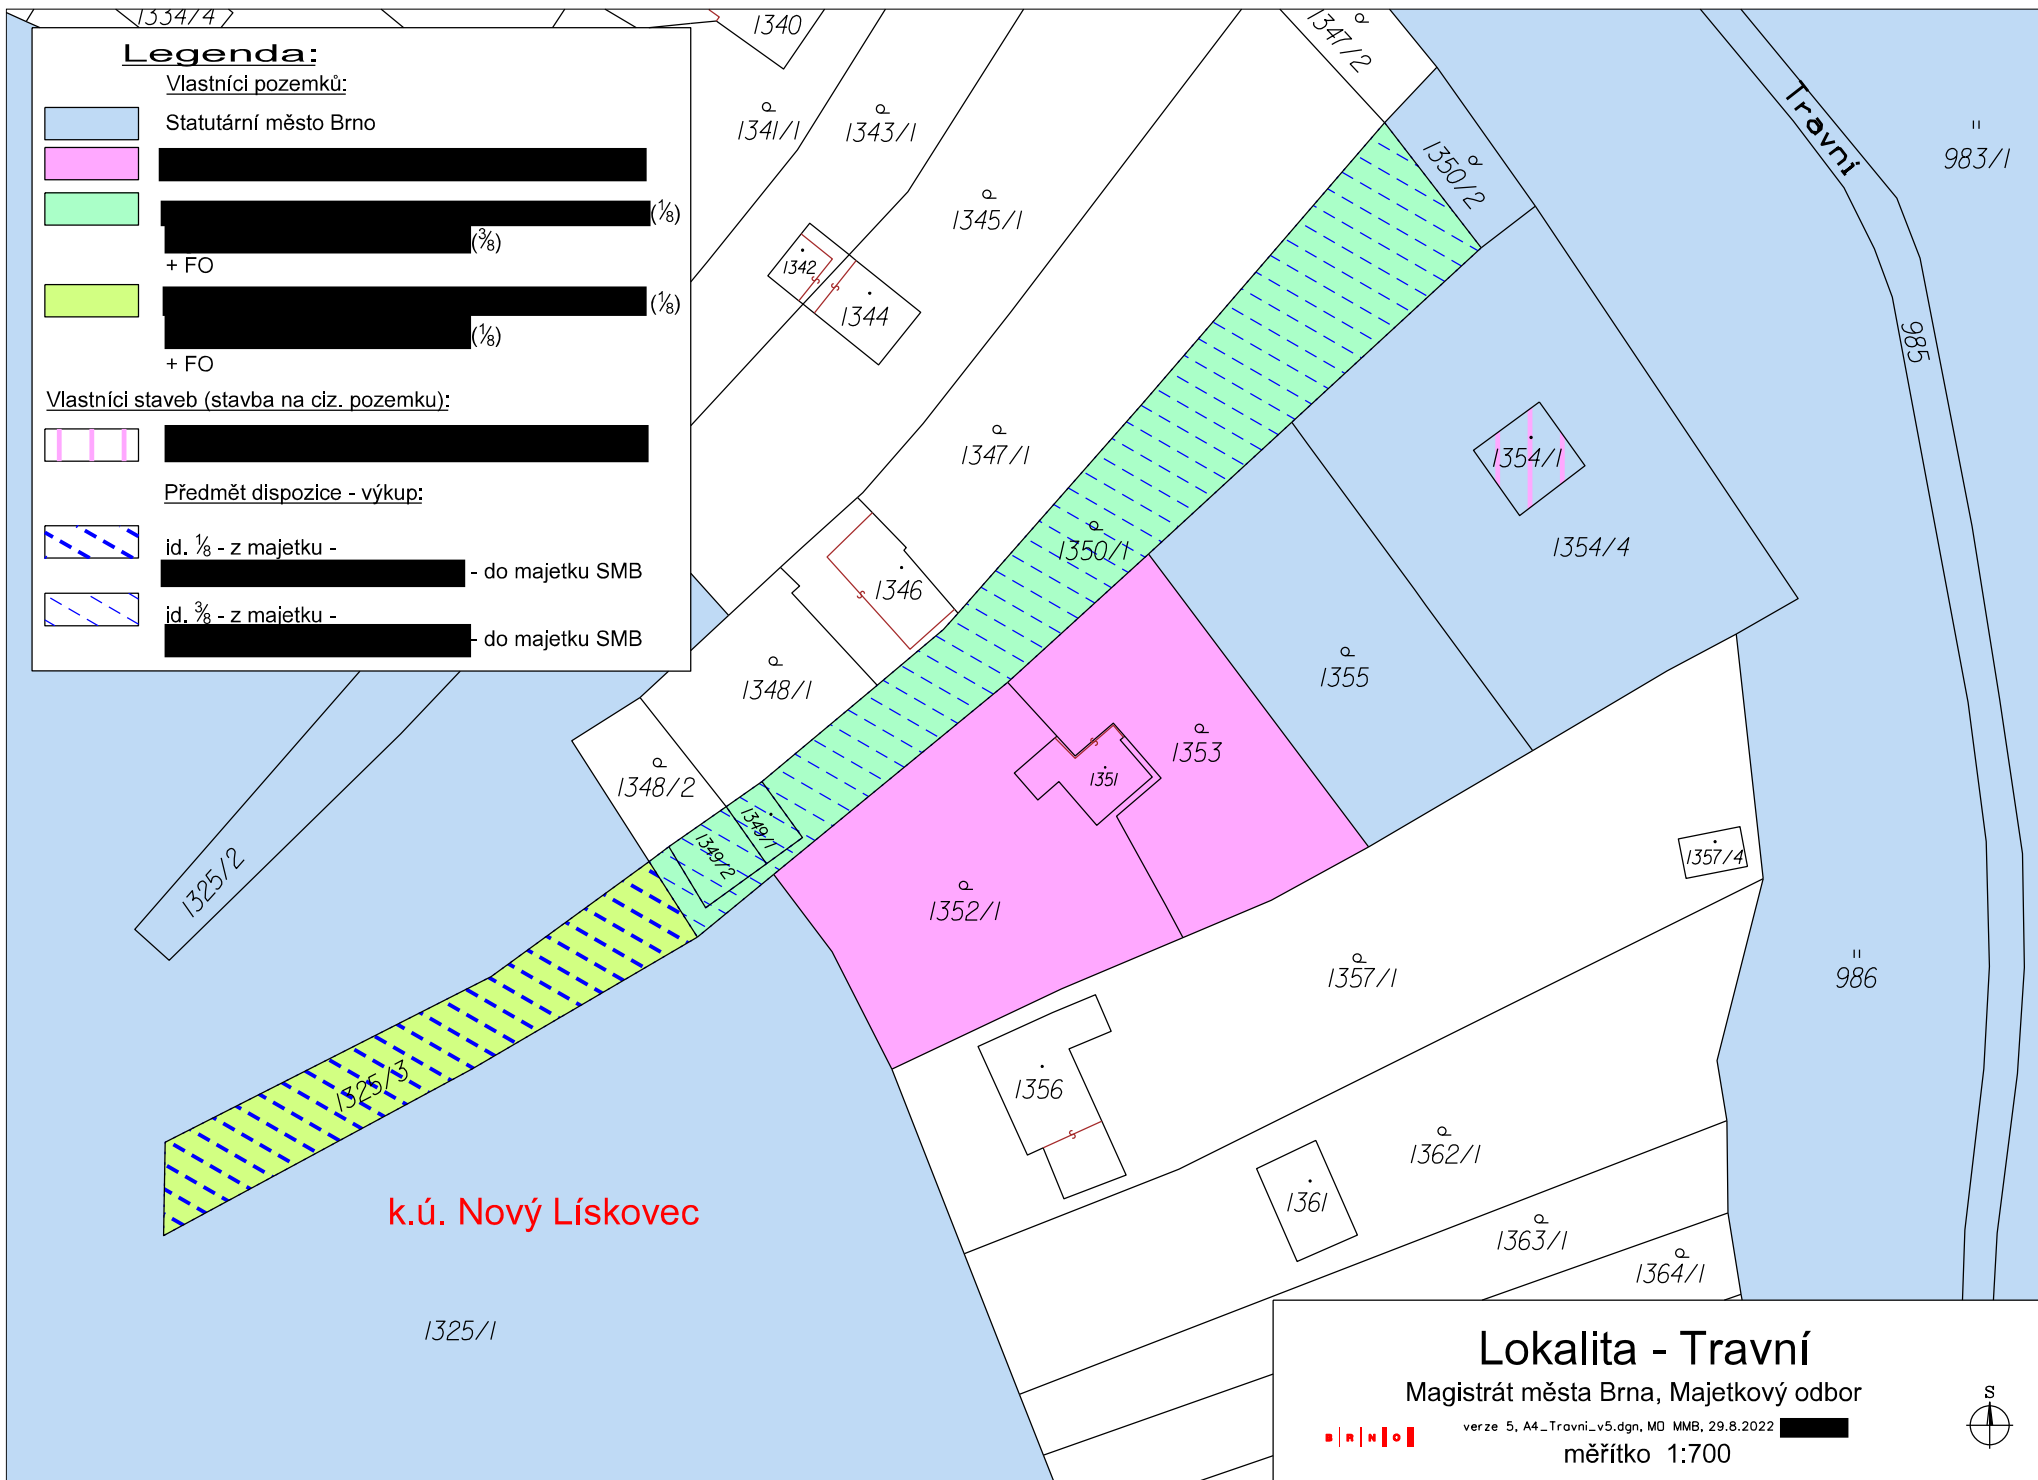 Legenda:
Vlastníci pozemků:
Statutární město Brno
(1/8)
(3/8)
+ FO
(1/8)
(1/8)
+ FO
Vlastníci staveb (stavba na ciz. pozemku):
Předmět dispozice - výkup:
id. 1/8 - z majetku -
- do majetku SMB
id. 3/8 - z majetku -
- do majetku SMB
1334/4
1340
1347/2
1341/1
1343/1
1345/1
1350/2
Travní
983/1
985
1342
1344
1347/1
1354/1
1350/1
1354/4
1346
1355
1348/1
1353
1348/2
1351
1349/1
1349/2
1357/4
1325/2
1352/1
1357/1
986
1325/3
1356
1362/1
1361
k.ú. Nový Lískovec
1363/1
1364/1
1325/1
Lokalita - Travní
Magistrát města Brna, Majetkový odbor
verze 5, A4_Travni_v5.dgn, MO MMB, 29.8.2022
BRNO
měřítko 1:700
S